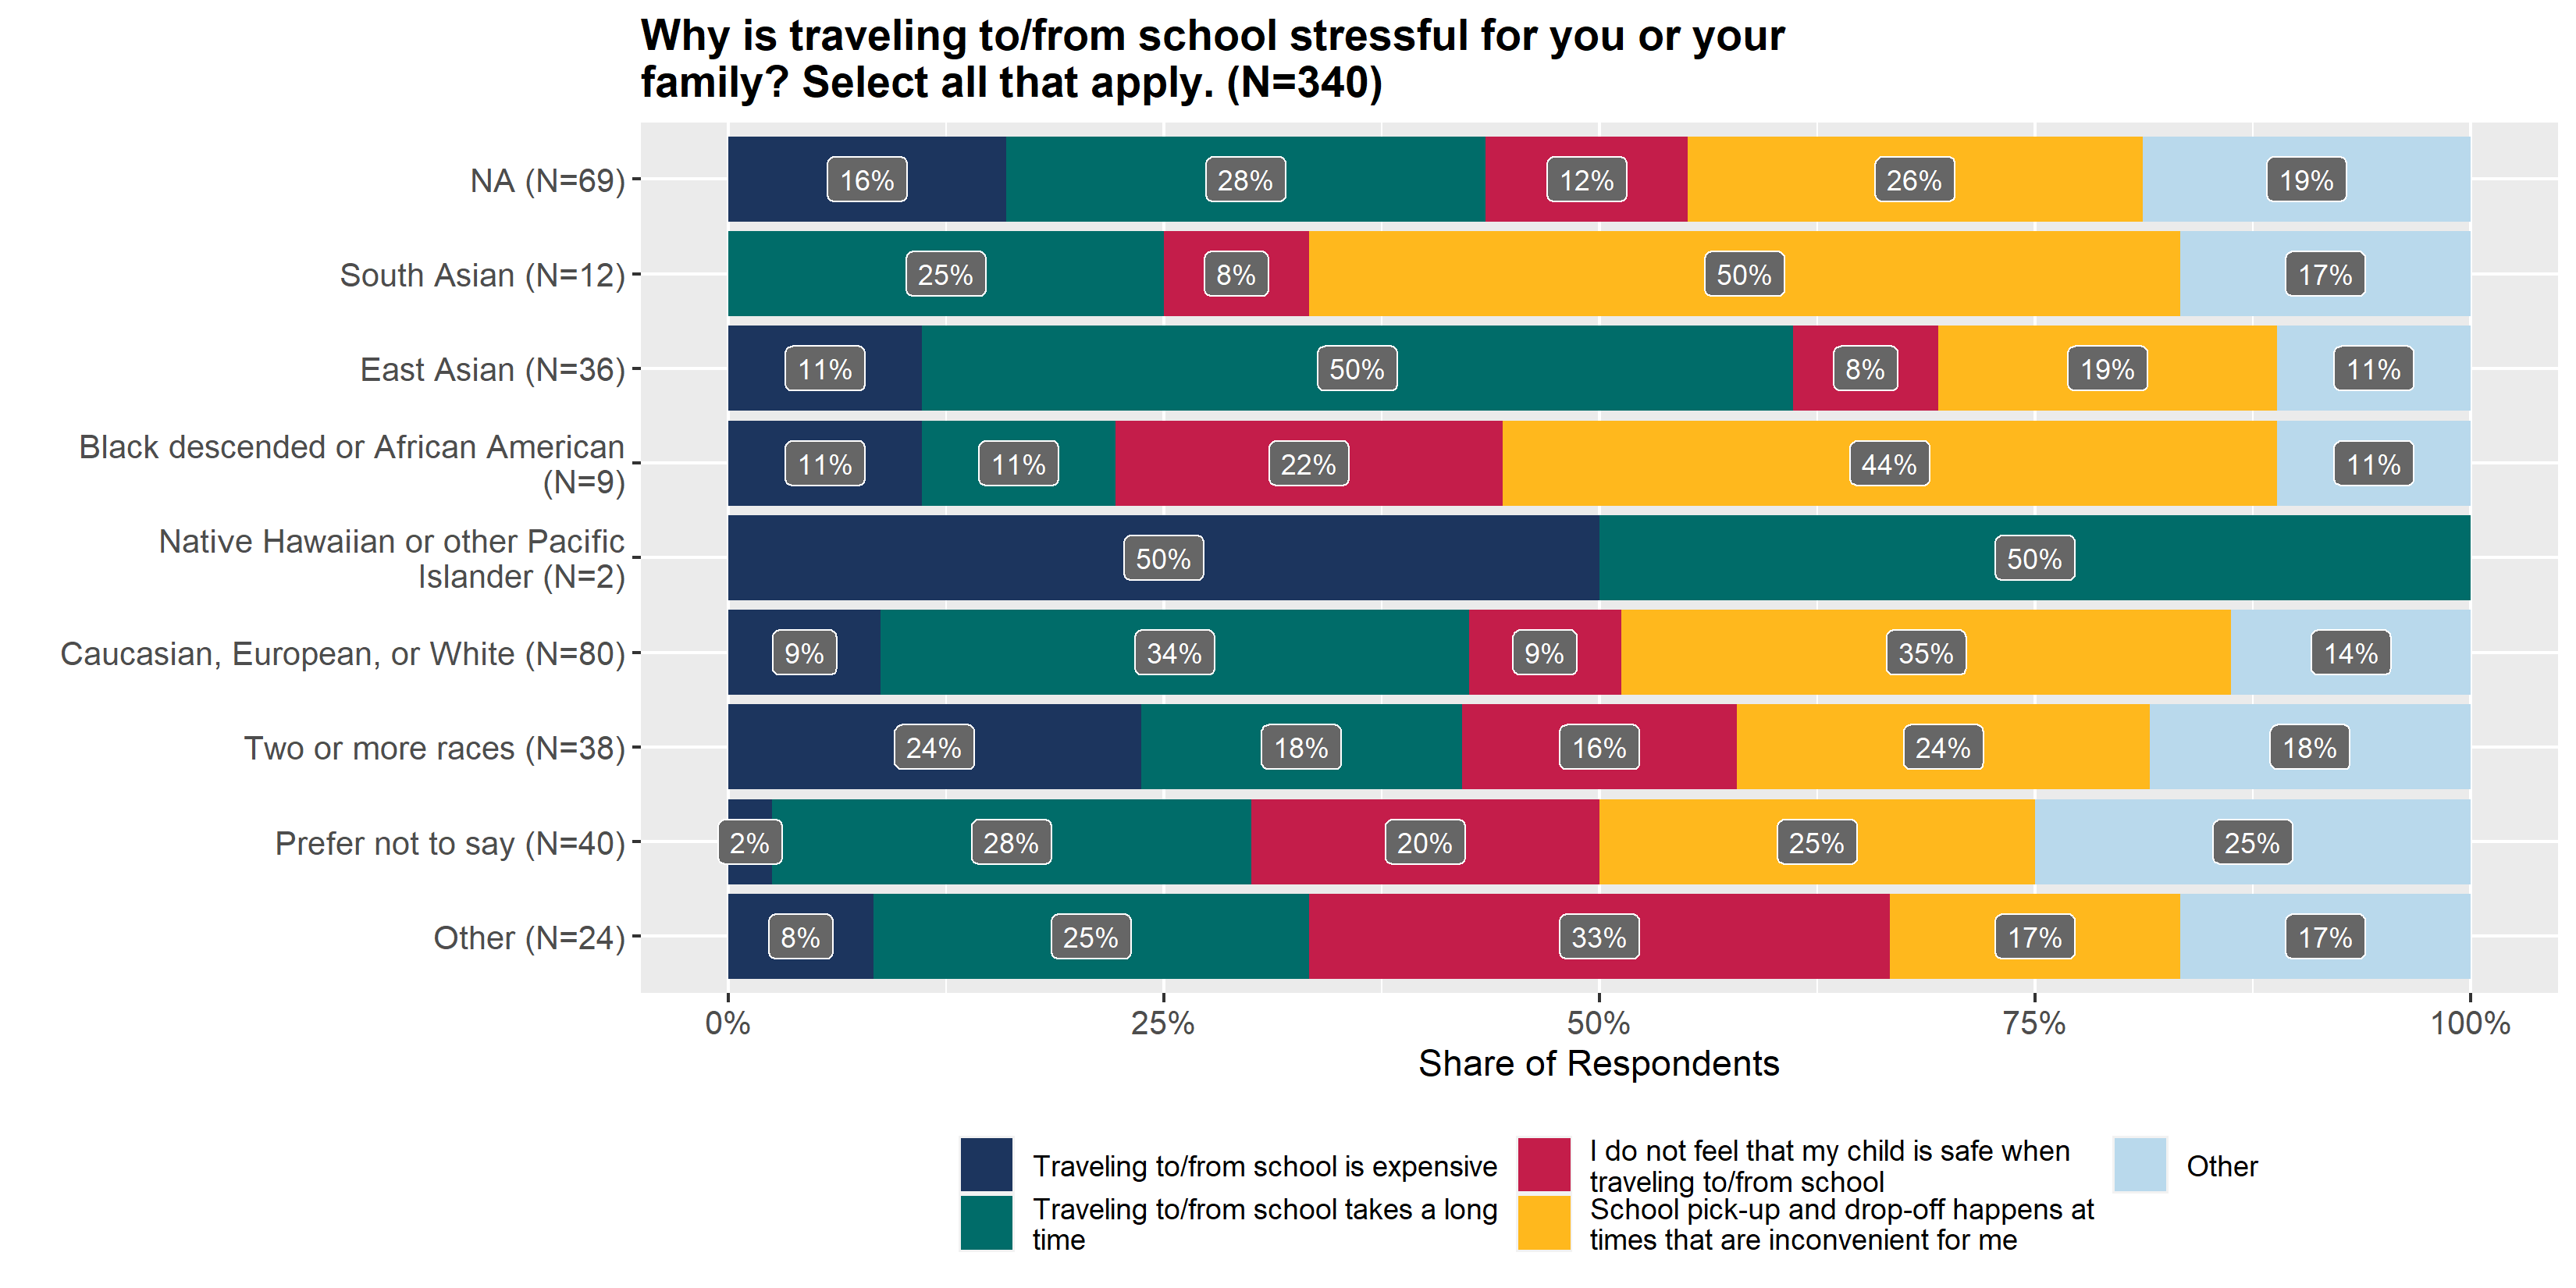 Why is traveling to/from school stressful for you or your
family? Select all that apply. (N=340)
NA (N=69)
16%
28%
12%
26%
19%
South Asian (N=12)
25%
8%
50%
17%
East Asian (N=36)
11%
50%
8%
19%
11%
Black descended or African American
(N=9)
11%
11%
22%
44%
11%
Native Hawaiian or other Pacific
Islander (N=2)
50%
50%
Caucasian, European, or White (N=80)
9%
34%
9%
35%
14%
Two or more races (N=38)
24%
18%
16%
24%
18%
Prefer not to say (N=40)
2%
28%
20%
25%
25%
Other (N=24)
8%
25%
33%
17%
17%
0%
25%
50%
75%
100%
Share of Respondents
Traveling to/from school is expensive
Traveling to/from school takes a long
time
I do not feel that my child is safe when
traveling to/from school
School pick-up and drop-off happens at
times that are inconvenient for me
Other